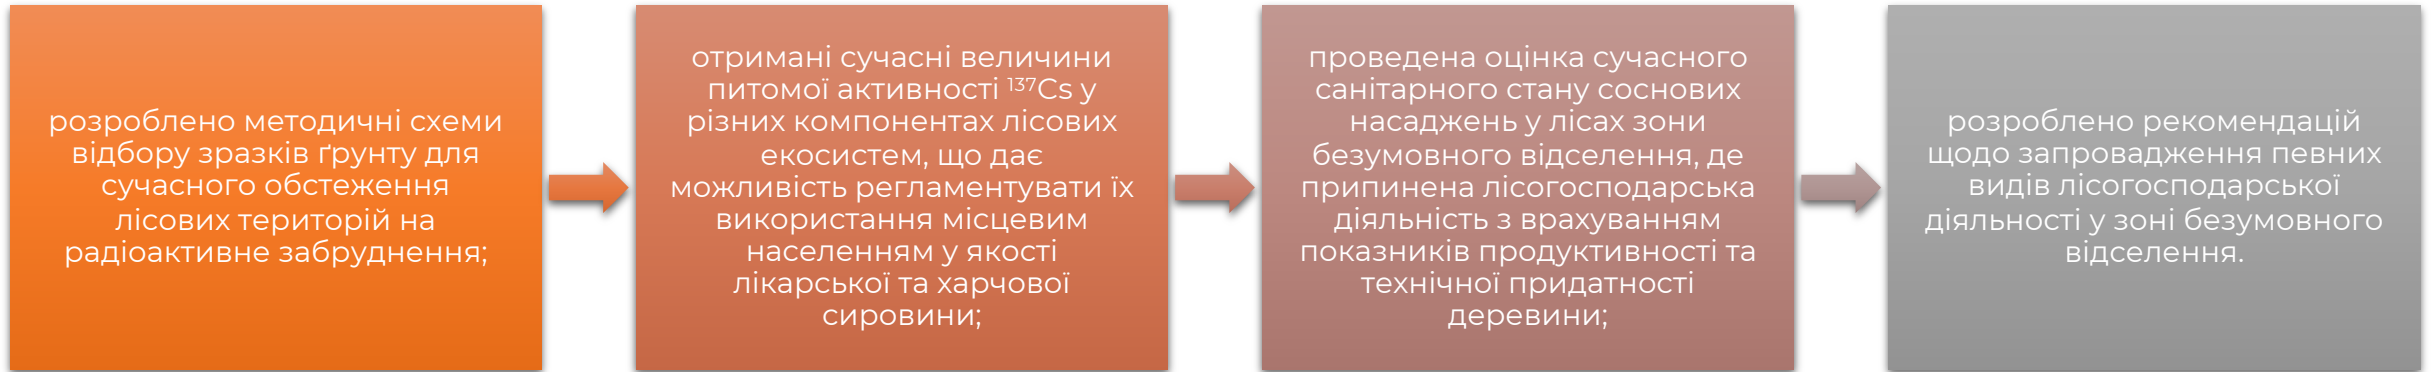 розроблено методичні схеми
відбору зразків ґрунту для
сучасного обстеження
лісових територій на
радіоактивне забруднення;
отримані сучасні величини
питомої активності ¹³⁷Cs у
різних компонентах лісових
екосистем, що дає
можливість регламентувати їх
використання місцевим
населенням у якості
лікарської та харчової
сировини;
проведена оцінка сучасного
санітарного стану соснових
насаджень у лісах зони
безумовного відселення, де
припинена лісогосподарська
діяльність з врахуванням
показників продуктивності та
технічної придатності
деревини;
розроблено рекомендацій
щодо запровадження певних
видів лісогосподарської
діяльності у зоні безумовного
відселення.